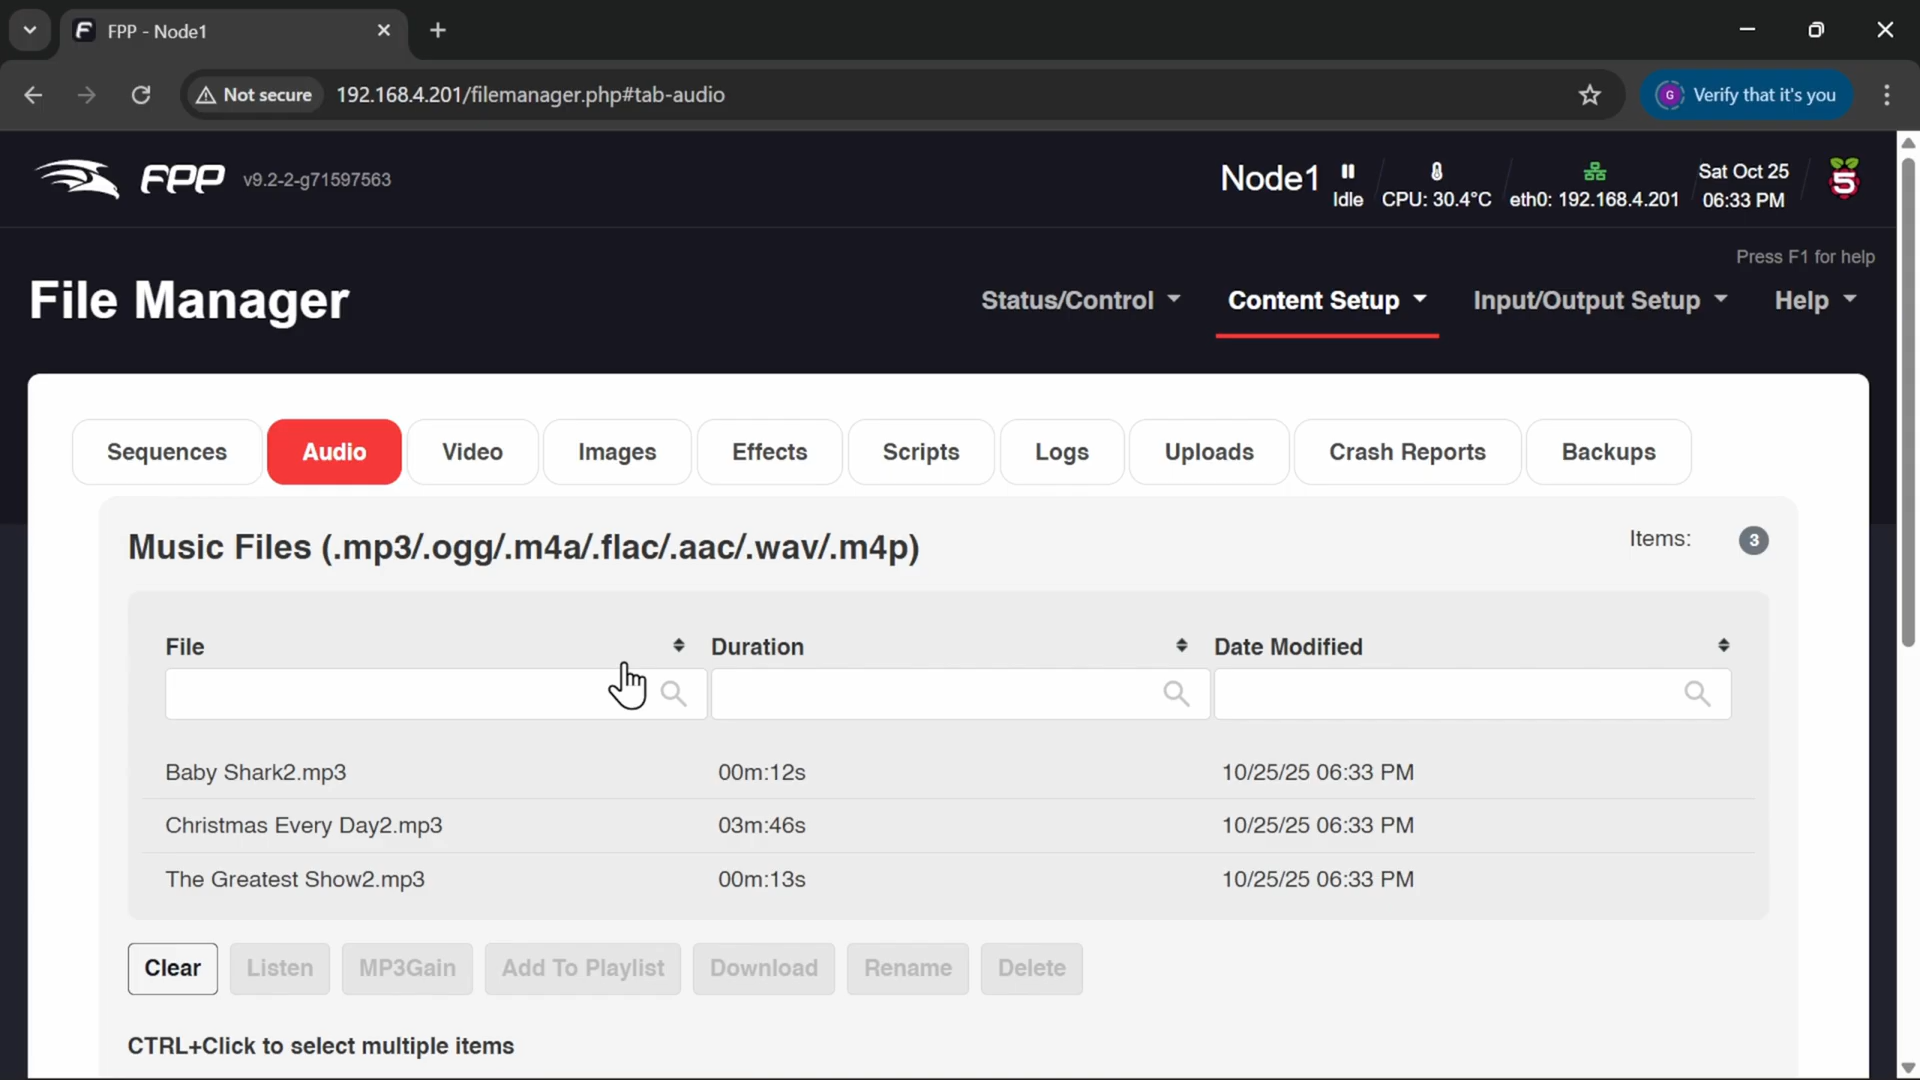 FPP - Node1
Not secure 192.168.4.201/filemanager.php#tab-audio G Verify that it's you
FPP v9.2-2-g71597563
Node1 Idle CPU: 30.4°C eth0: 192.168.4.201 Sat Oct 25 06:33 PM 5
Press F1 for help
File Manager Status/Control Content Setup Input/Output Setup Help
Sequences Audio Video Images Effects Scripts Logs Uploads Crash Reports Backups
Music Files (.mp3/.ogg/.m4a/.flac/.aac/.wav/.m4p) Items: 3
File Duration Date Modified
Baby Shark2.mp3 00m:12s 10/25/25 06:33 PM
Christmas Every Day2.mp3 03m:46s 10/25/25 06:33 PM
The Greatest Show2.mp3 00m:13s 10/25/25 06:33 PM
Clear Listen MP3Gain Add To Playlist Download Rename Delete
CTRL+Click to select multiple items